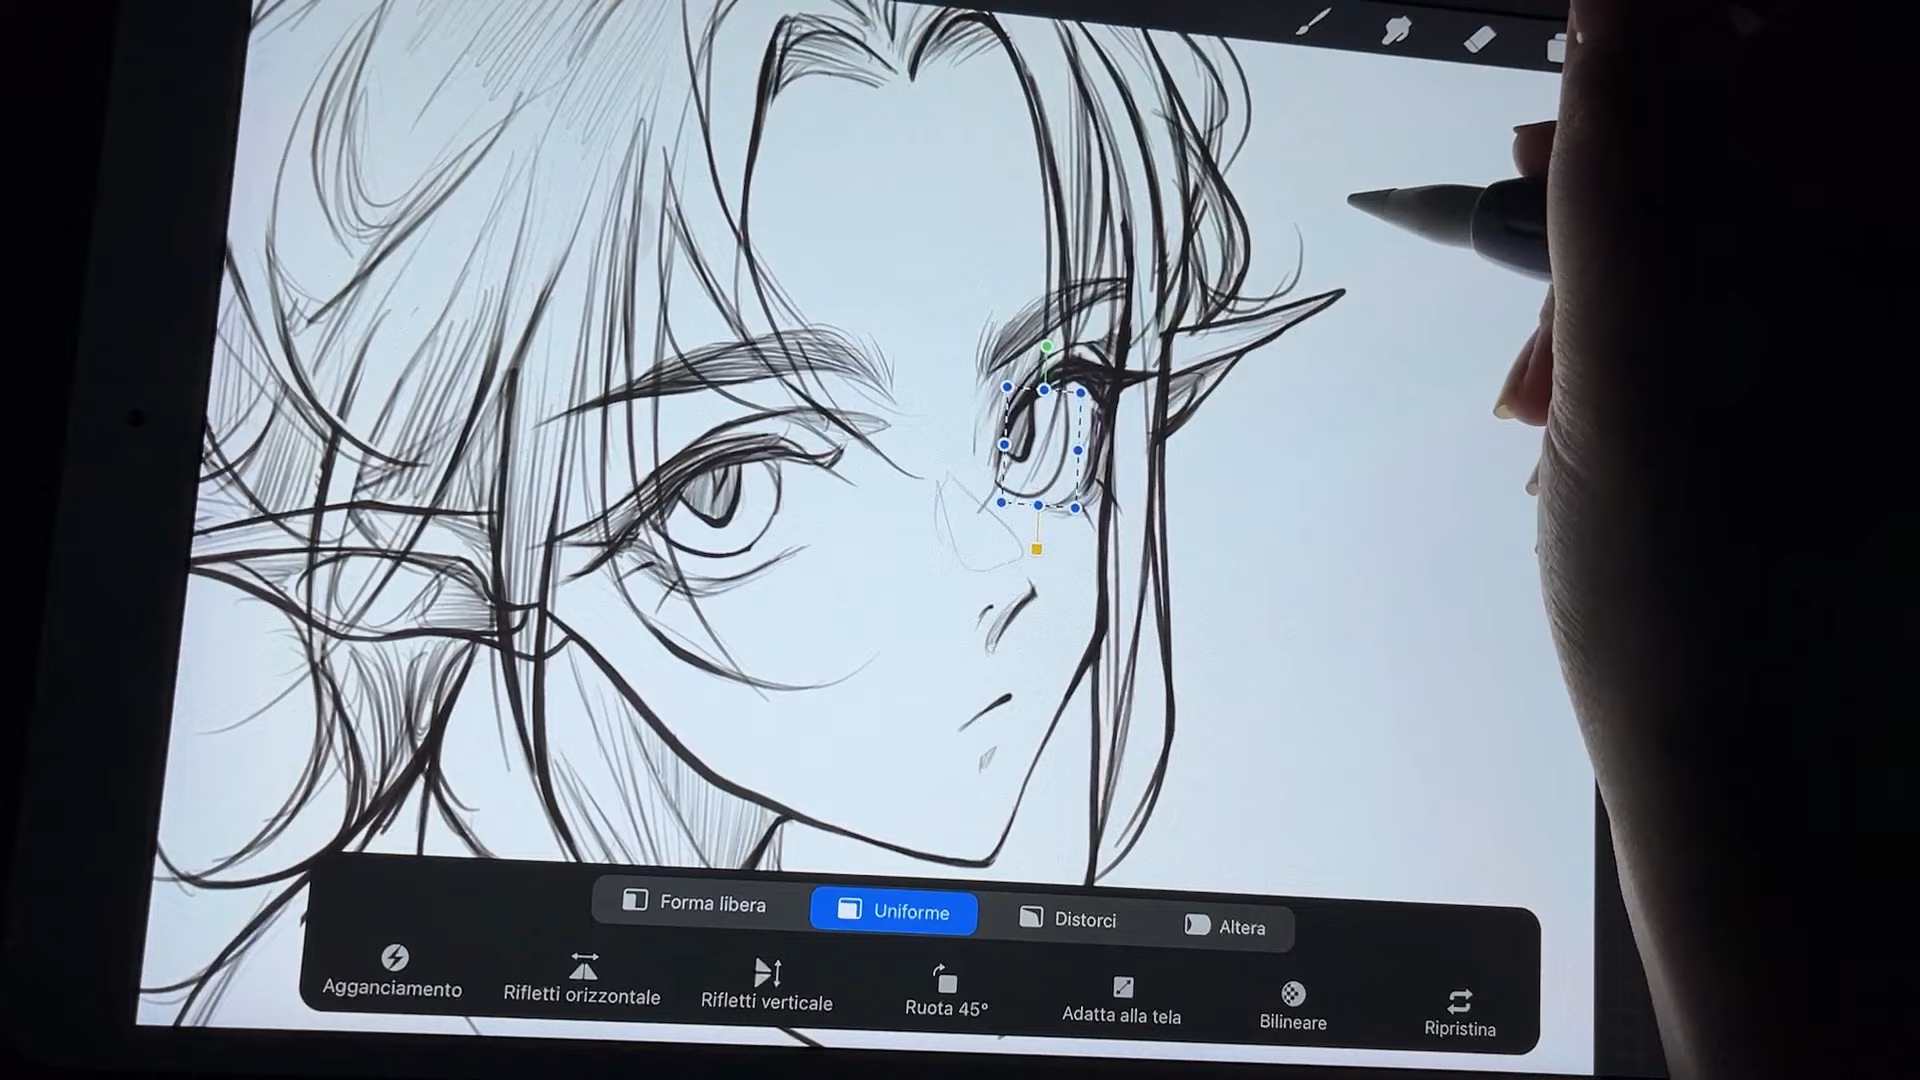 Forma libera
Uniforme
Distorci
Altera
Agganciamento
Rifletti orizzontale
Rifletti verticale
Ruota 45°
Adatta alla tela
Bilineare
Ripristina